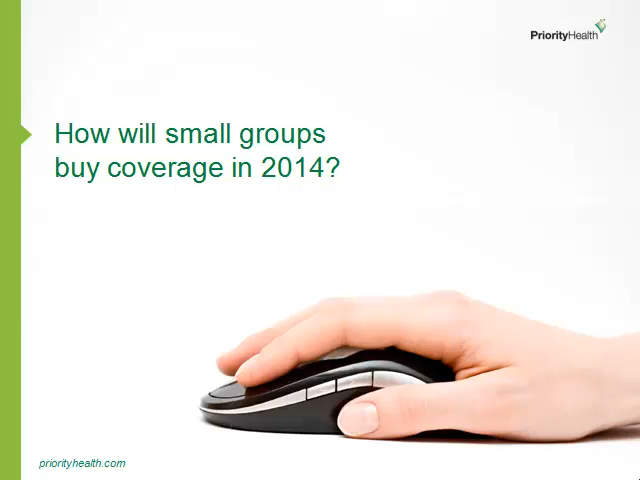 PriorityHealth
How will small groups
buy coverage in 2014?
priorityhealth.com